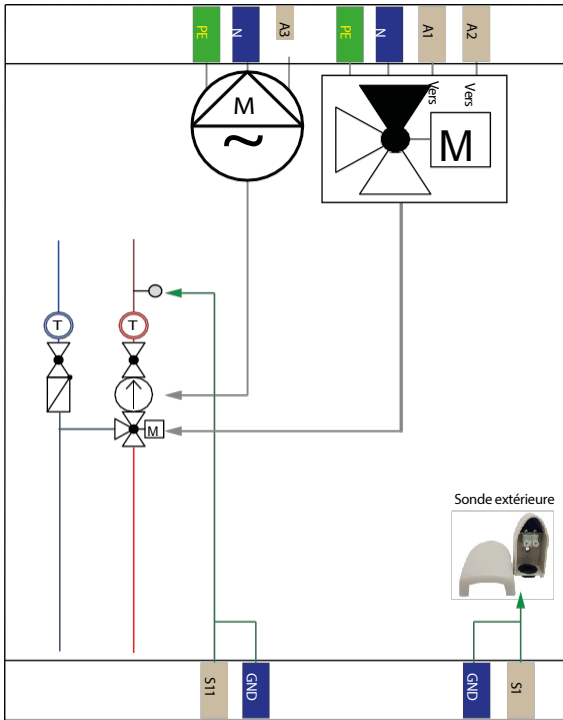 PE
N
A3
PE
N
A1
A2
Vers
Vers
M
~
M
T
T
M
Sonde extérieure
S11
GND
GND
S1